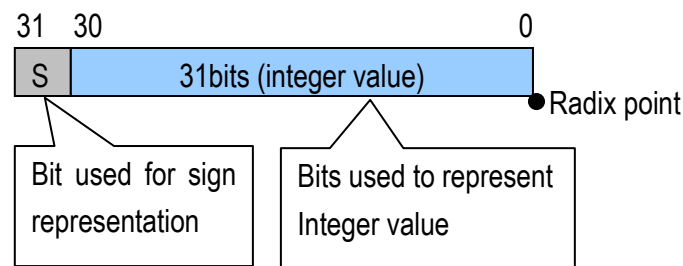 31 30 0
S 31bits (integer value)
Radix point
Bit used for sign
representation
Bits used to represent
Integer value